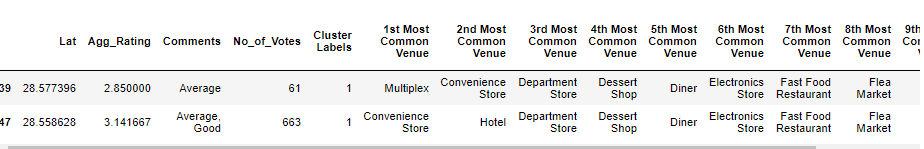 Lat Agg_Rating Comments No_of_Votes Cluster Labels 1st Most Common Venue 2nd Most Common Venue 3rd Most Common Venue 4th Most Common Venue 5th Most Common Venue 6th Most Common Venue 7th Most Common Venue 8th Most Common Venue 9th
39 28.577396 2.850000 Average 61 1 Multiplex Convenience Store Department Store Dessert Shop Diner Electronics Store Fast Food Restaurant Flea Market
47 28.558628 3.141667 Average, Good 663 1 Convenience Store Hotel Department Store Dessert Shop Diner Electronics Store Fast Food Restaurant Flea Market